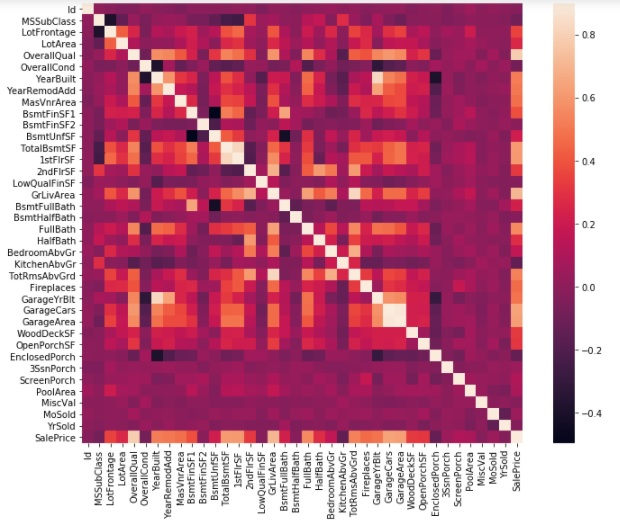 Id
MSSubClass
LotFrontage
LotArea
OverallQual
OverallCond
YearBuilt
YearRemodAdd
MasVnrArea
BsmtFinSF1
BsmtFinSF2
BsmtUnfSF
TotalBsmtSF
1stFlrSF
2ndFlrSF
LowQualFinSF
GrLivArea
BsmtFullBath
BsmtHalfBath
FullBath
HalfBath
BedroomAbvGr
KitchenAbvGr
TotRmsAbvGrd
Fireplaces
GarageYrBlt
GarageCars
GarageArea
WoodDeckSF
OpenPorchSF
EnclosedPorch
3SsnPorch
ScreenPorch
PoolArea
MiscVal
MoSold
YrSold
SalePrice
Id
MSSubClass
LotFrontage
LotArea
OverallQual
OverallCond
YearBuilt
YearRemodAdd
MasVnrArea
BsmtFinSF1
BsmtFinSF2
BsmtUnfSF
TotalBsmtSF
1stFlrSF
2ndFlrSF
LowQualFinSF
GrLivArea
BsmtFullBath
BsmtHalfBath
FullBath
HalfBath
BedroomAbvGr
KitchenAbvGr
TotRmsAbvGrd
Fireplaces
GarageYrBlt
GarageCars
GarageArea
WoodDeckSF
OpenPorchSF
EnclosedPorch
3SsnPorch
ScreenPorch
PoolArea
MiscVal
MoSold
YrSold
SalePrice
0.8
0.6
0.4
0.2
0.0
−0.2
−0.4